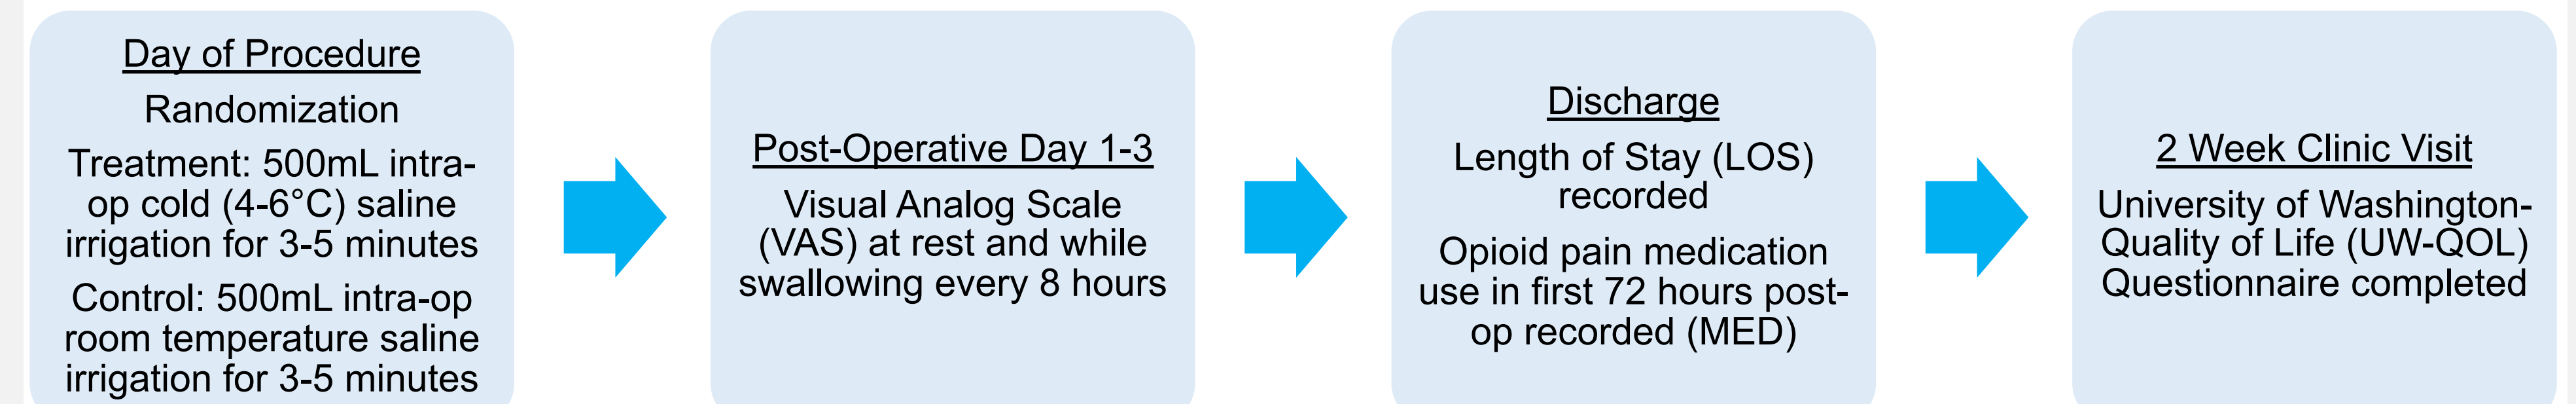 Day of Procedure
Randomization
Treatment: 500mL intra-
op cold (4-6°C) saline
irrigation for 3-5 minutes
Control: 500mL intra-op
room temperature saline
irrigation for 3-5 minutes
Post-Operative Day 1-3
Visual Analog Scale
(VAS) at rest and while
swallowing every 8 hours
Discharge
Length of Stay (LOS)
recorded
Opioid pain medication
use in first 72 hours post-
op recorded (MED)
2 Week Clinic Visit
University of Washington-
Quality of Life (UW-QOL)
Questionnaire completed